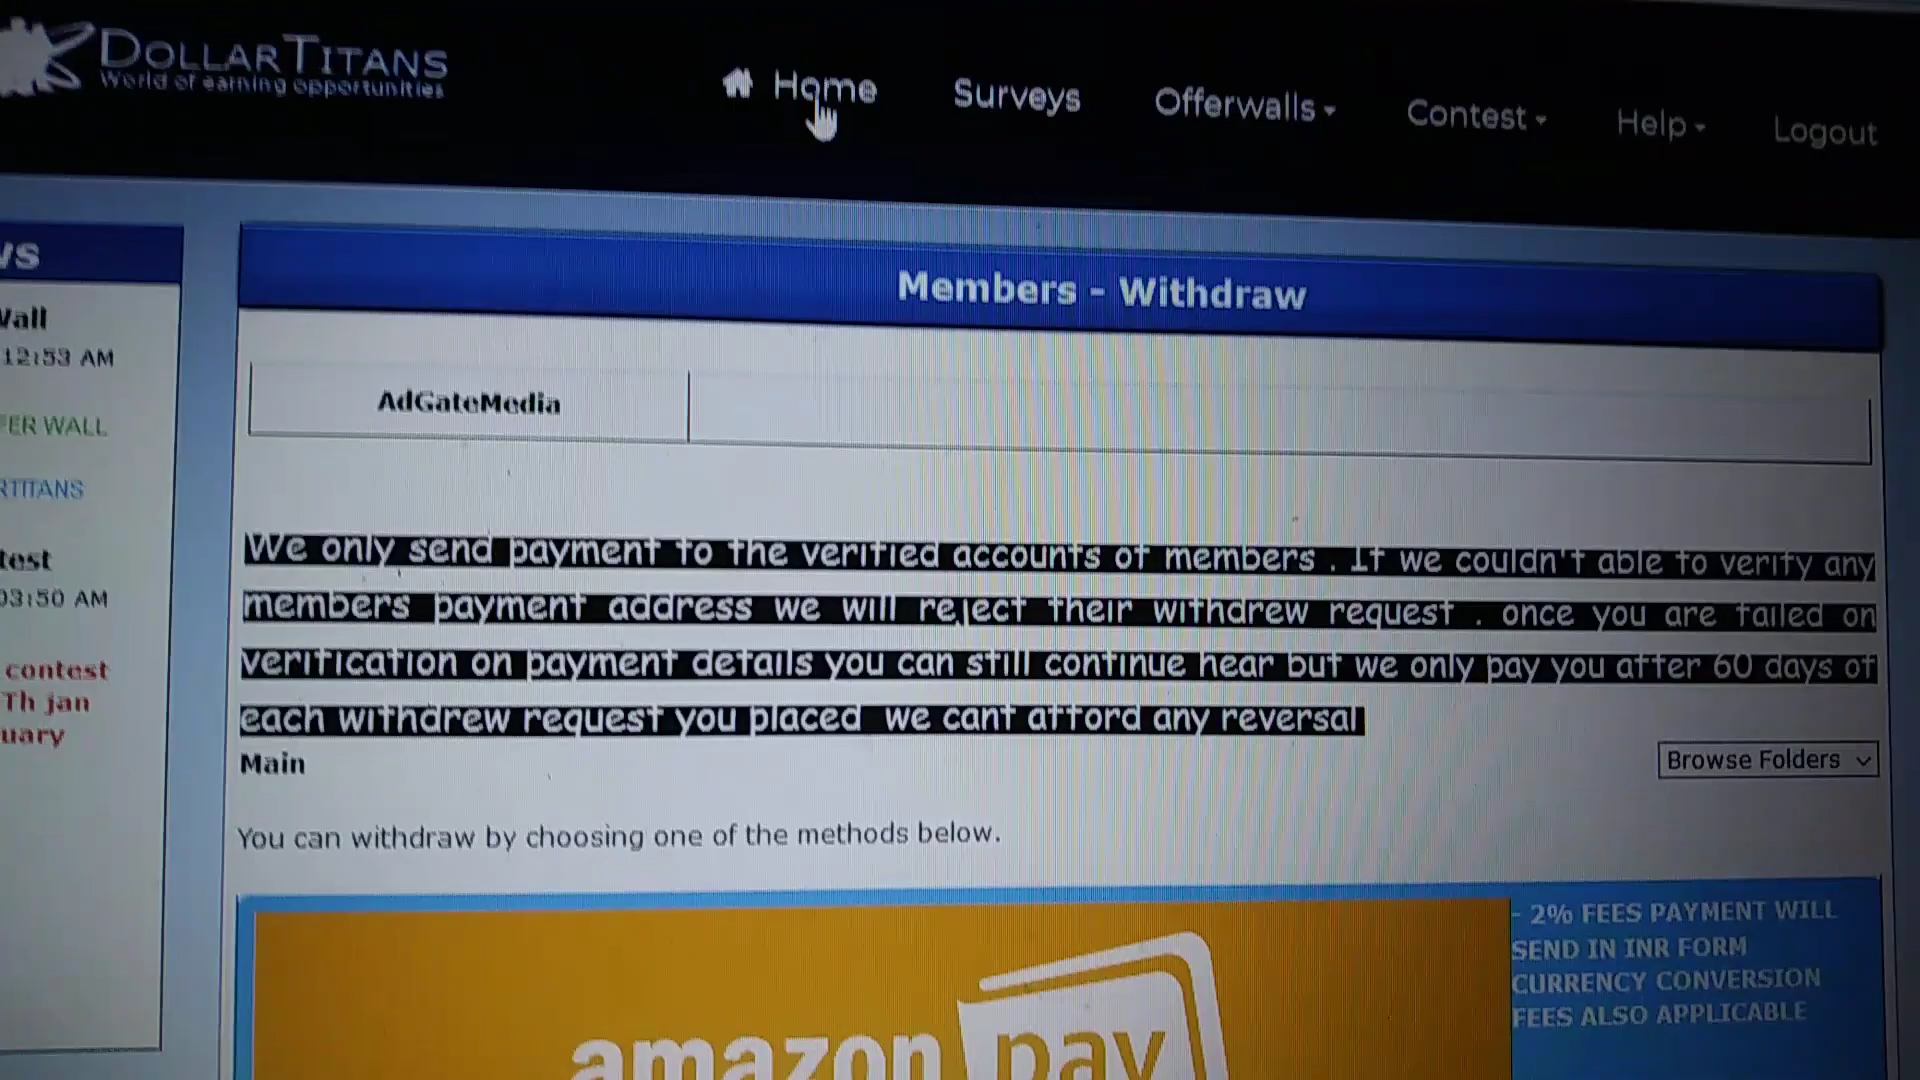 DOLLARTITANS
World of earning opportunities
Home
Surveys
Offerwalls
Contest
Help
Logout
Members - Withdraw
12:53 AM
WALL
03:50 AM
contest
Th jan
AdGateMedia
We only send payment to the verified accounts of members . If we couldn't able to verify any
members payment address we will reject their withdrew request . once you are failed on
verification on payment details you can still continue hear but we only pay you after 60 days of
each withdrew request you placed we cant afford any reversal
Main
Browse Folders
You can withdraw by choosing one of the methods below.
amazon pay
- 2% FEES PAYMENT WILL
SEND IN INR FORM
CURRENCY CONVERSION
FEES ALSO APPLICABLE